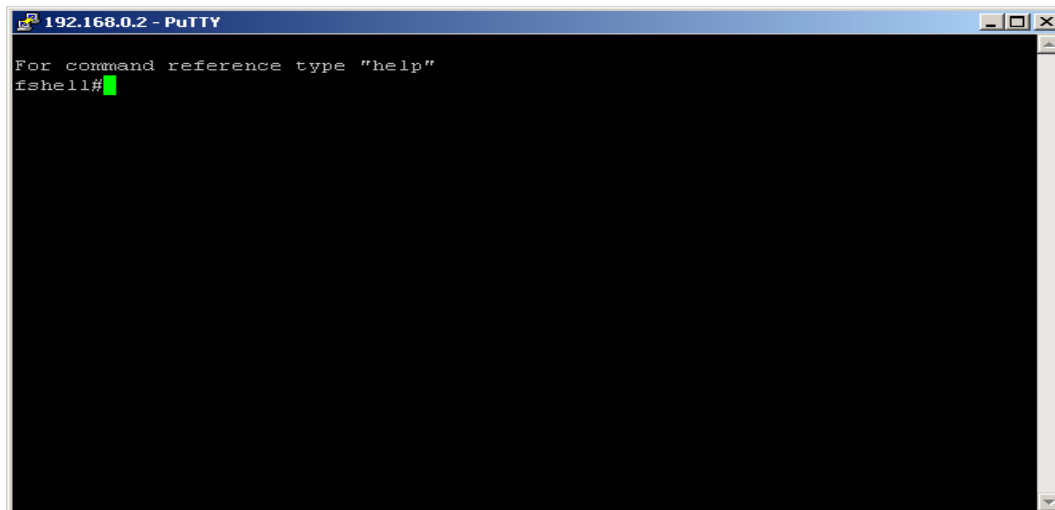 192.168.0.2 - PuTTY
For command reference type "help"
fshell#